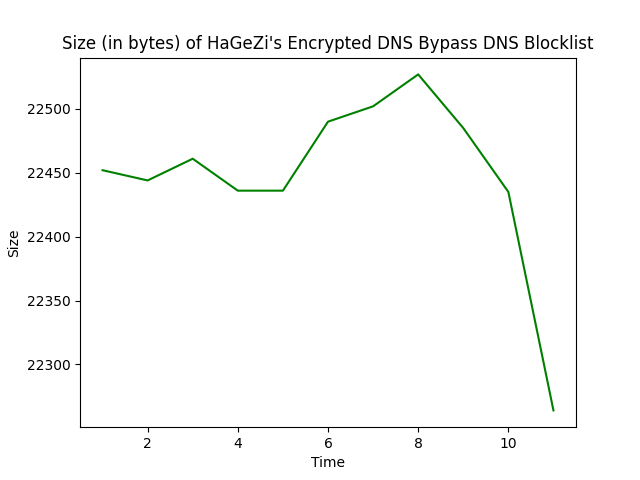 Size (in bytes) of HaGeZi's Encrypted DNS Bypass DNS Blocklist
22500
22450
22400
22350
22300
Size
2 4 6 8 10
Time